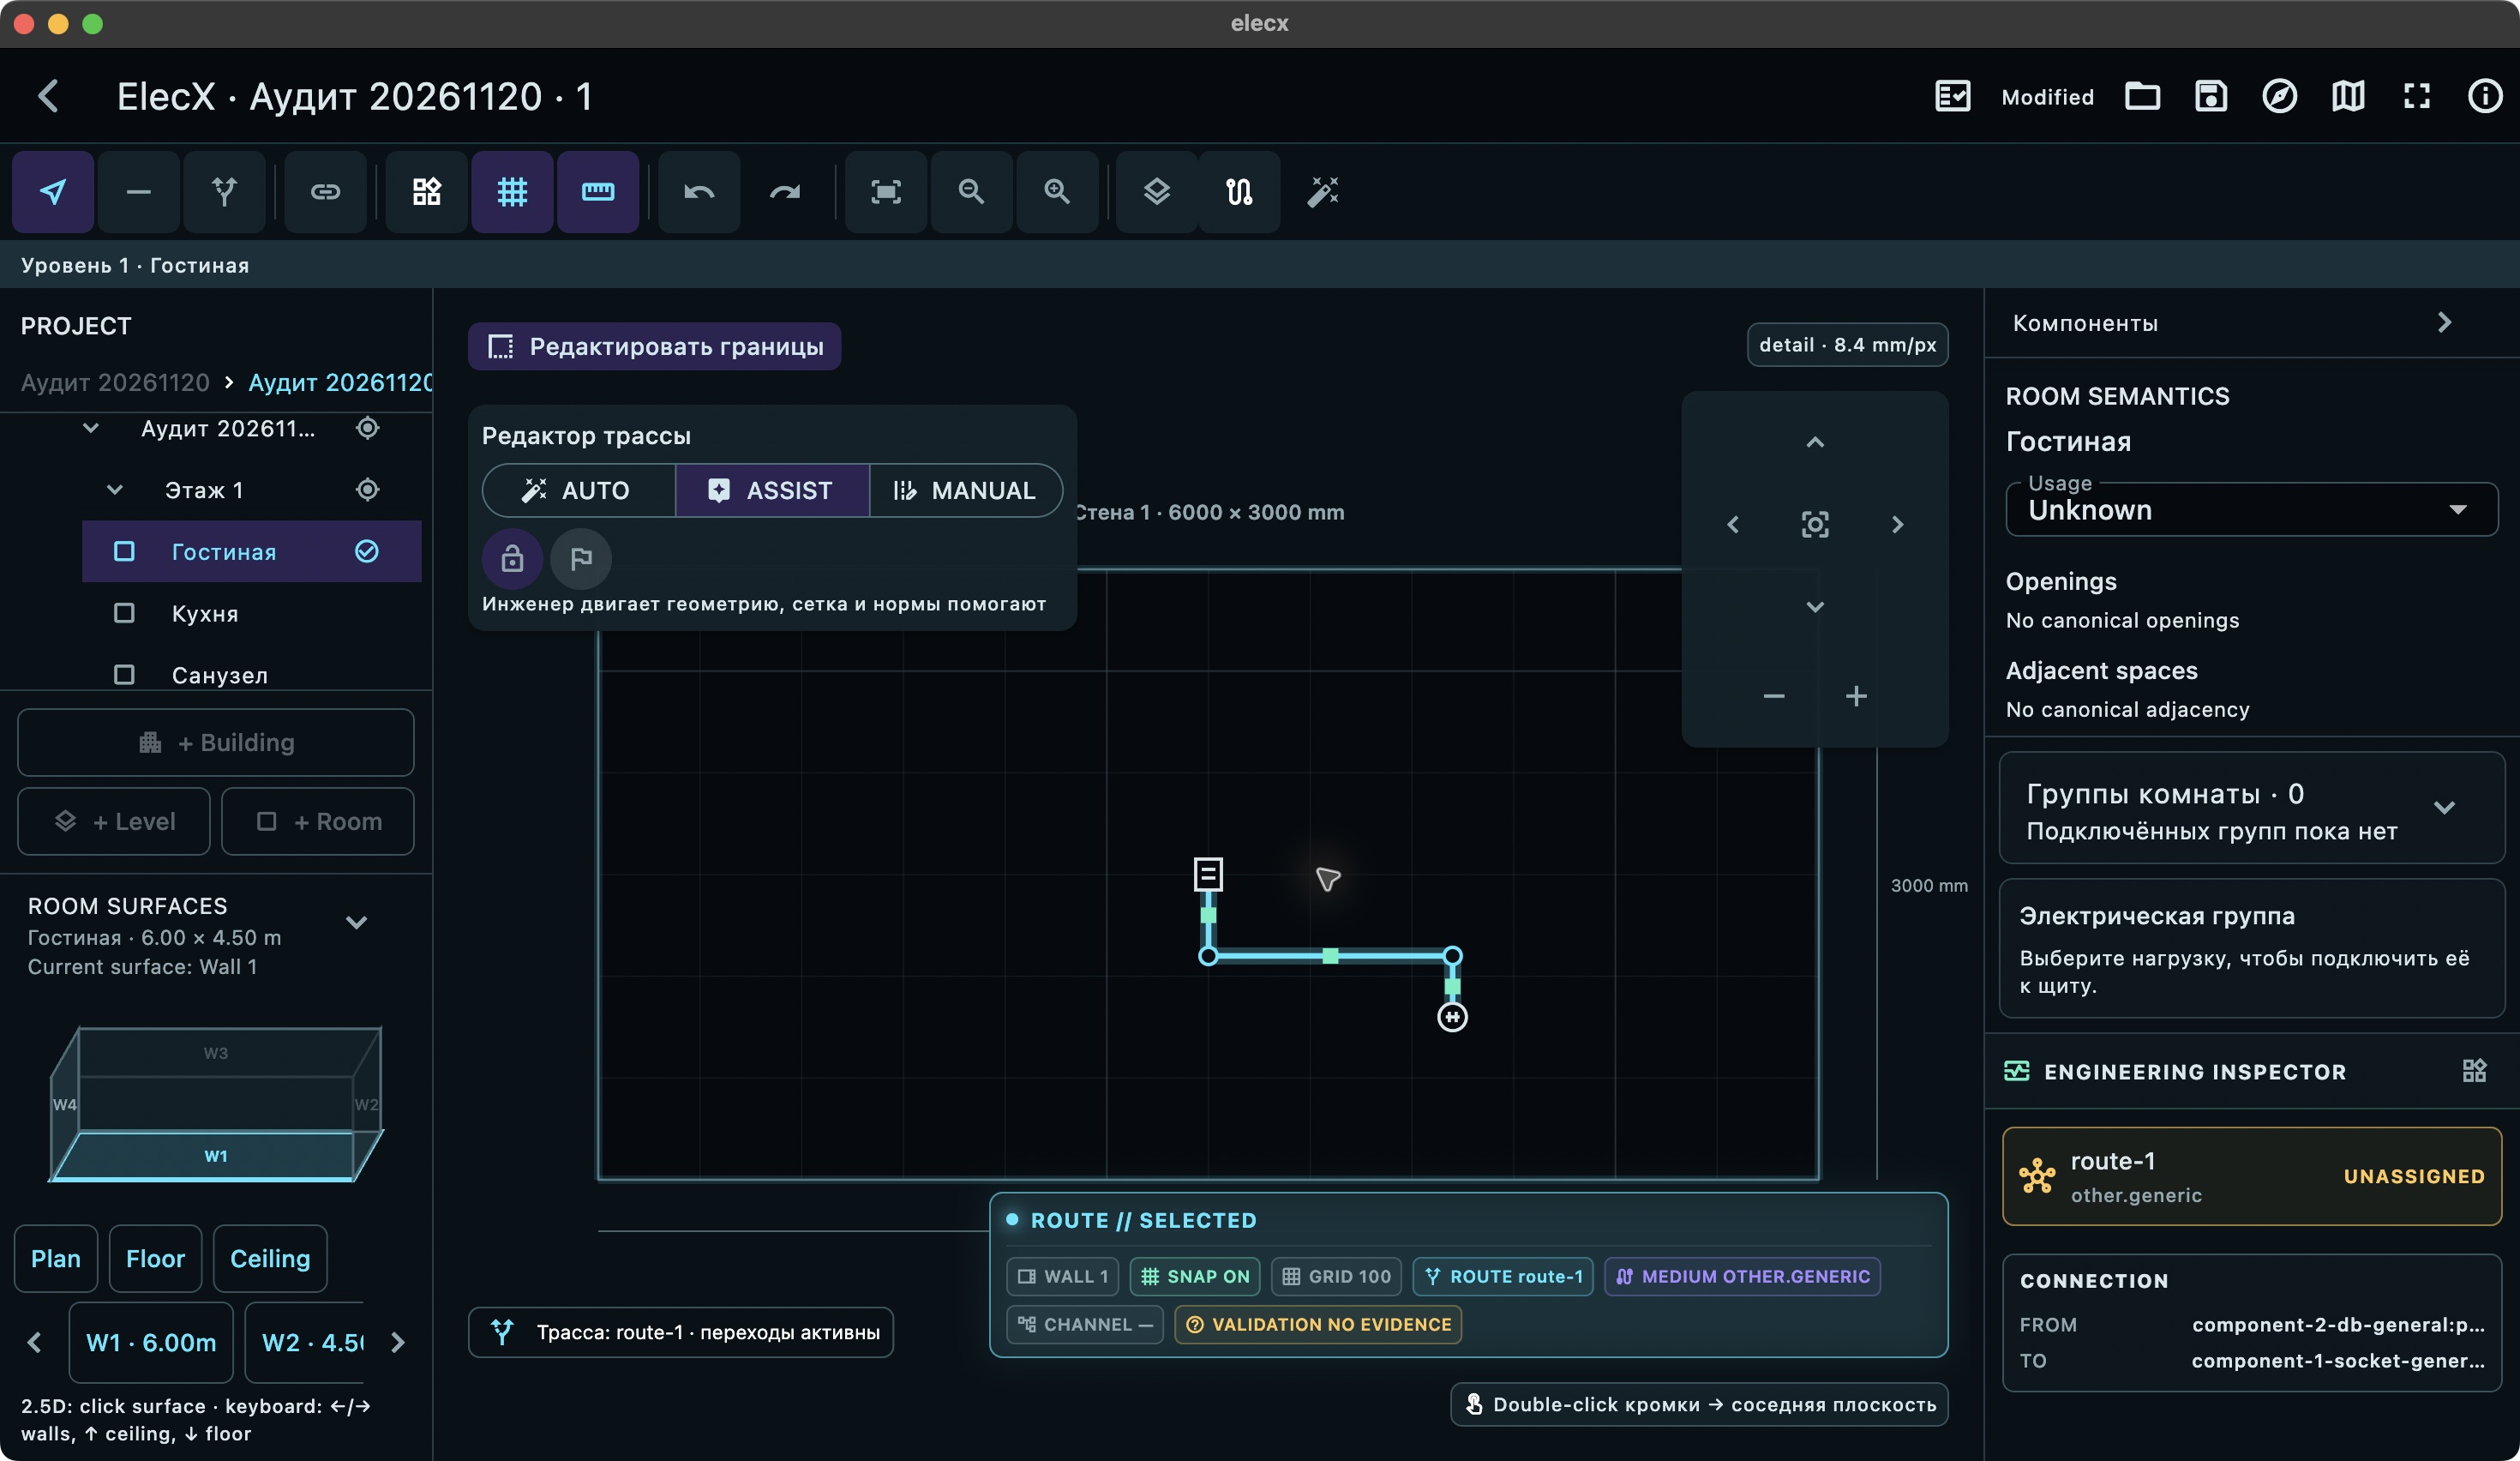 elecx
ElecX · Аудит 20261120 · 1
Modified
Уровень 1 · Гостиная
PROJECT
Аудит 20261120 › Аудит 20261120
Аудит 202611...
Этаж 1
Гостиная
Кухня
Санузел
+ Building
+ Level
+ Room
ROOM SURFACES
Гостиная · 6.00 × 4.50 m
Current surface: Wall 1
W3
W4
W2
W1
Plan
Floor
Ceiling
W1 · 6.00m
W2 · 4.5
2.5D: click surface · keyboard: ←/→
walls, ↑ ceiling, ↓ floor
Редактировать границы
detail · 8.4 mm/px
Редактор трассы
AUTO
ASSIST
MANUAL
Инженер двигает геометрию, сетка и нормы помогают
Стена 1 · 6000 × 3000 mm
3000 mm
ROUTE // SELECTED
WALL 1
SNAP ON
GRID 100
ROUTE route-1
MEDIUM OTHER.GENERIC
CHANNEL —
VALIDATION NO EVIDENCE
Трасса: route-1 · переходы активны
Double-click кромки → соседняя плоскость
Компоненты
ROOM SEMANTICS
Гостиная
Usage
Unknown
Openings
No canonical openings
Adjacent spaces
No canonical adjacency
Группы комнаты · 0
Подключённых групп пока нет
Электрическая группа
Выберите нагрузку, чтобы подключить её
к щиту.
ENGINEERING INSPECTOR
route-1
other.generic
UNASSIGNED
CONNECTION
FROM component-2-db-general:p...
TO component-1-socket-gener...